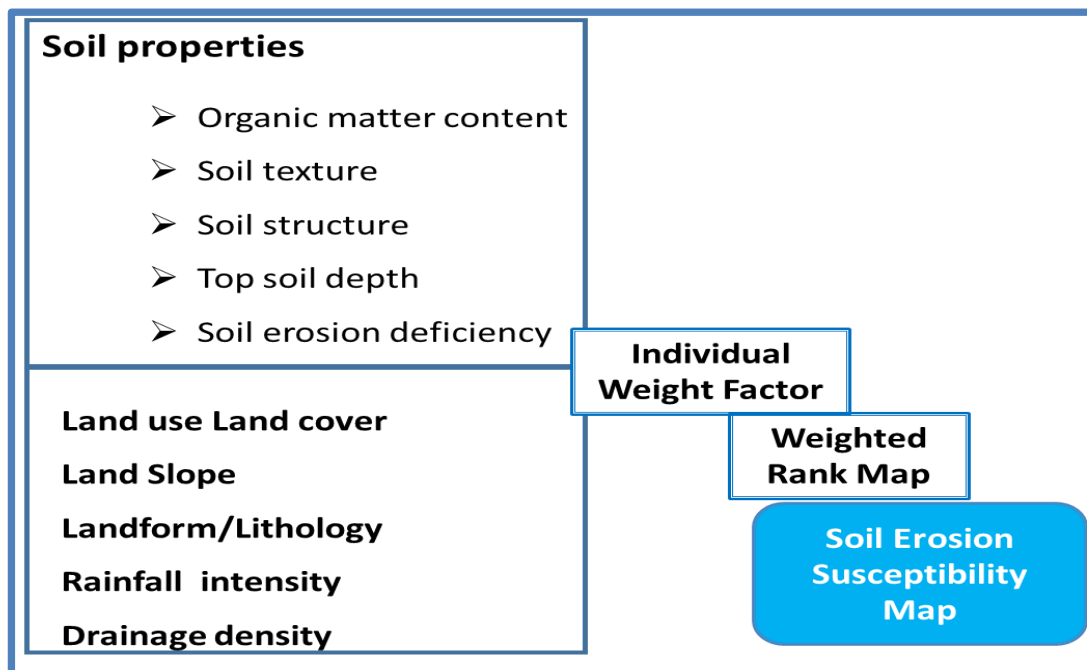 Soil properties
➢ Organic matter content
➢ Soil texture
➢ Soil structure
➢ Top soil depth
➢ Soil erosion deficiency
Individual
Weight Factor
Land use Land cover
Land Slope
Landform/Lithology
Rainfall intensity
Drainage density
Weighted
Rank Map
Soil Erosion
Susceptibility
Map